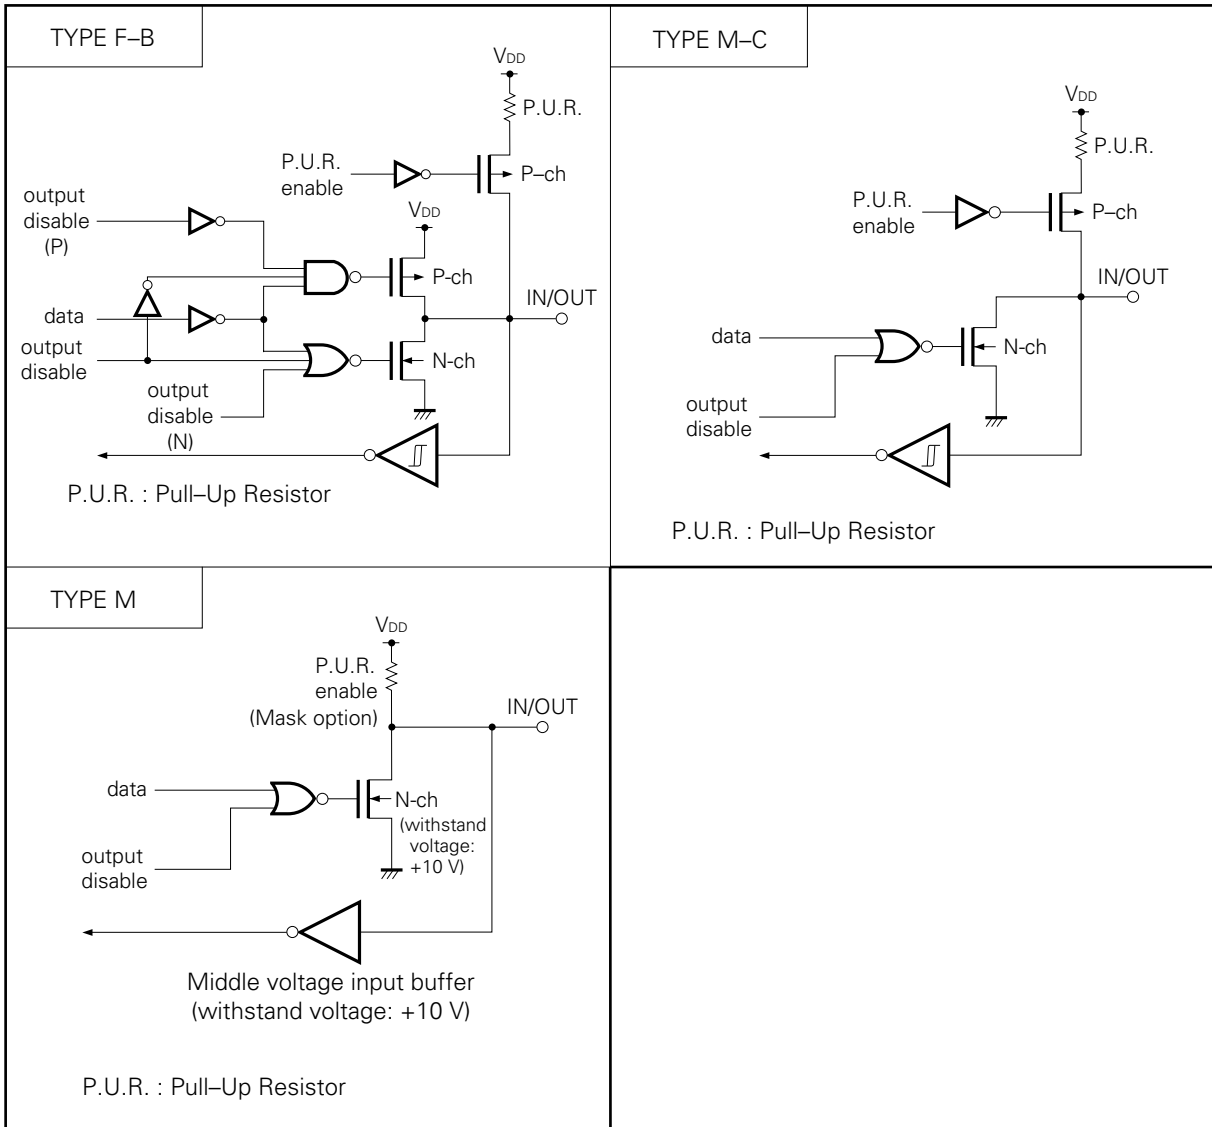 TYPE F–B
VDD
P.U.R.
P.U.R.
enable
P–ch
output
disable
(P)
VDD
P-ch
IN/OUT
data
output
disable
N-ch
output
disable
(N)
P.U.R. : Pull–Up Resistor
TYPE M–C
VDD
P.U.R.
P.U.R.
enable
P–ch
IN/OUT
data
N-ch
output
disable
P.U.R. : Pull–Up Resistor
TYPE M
VDD
P.U.R.
enable
(Mask option)
IN/OUT
data
N-ch
(withstand
voltage:
+10 V)
output
disable
Middle voltage input buffer
(withstand voltage: +10 V)
P.U.R. : Pull–Up Resistor